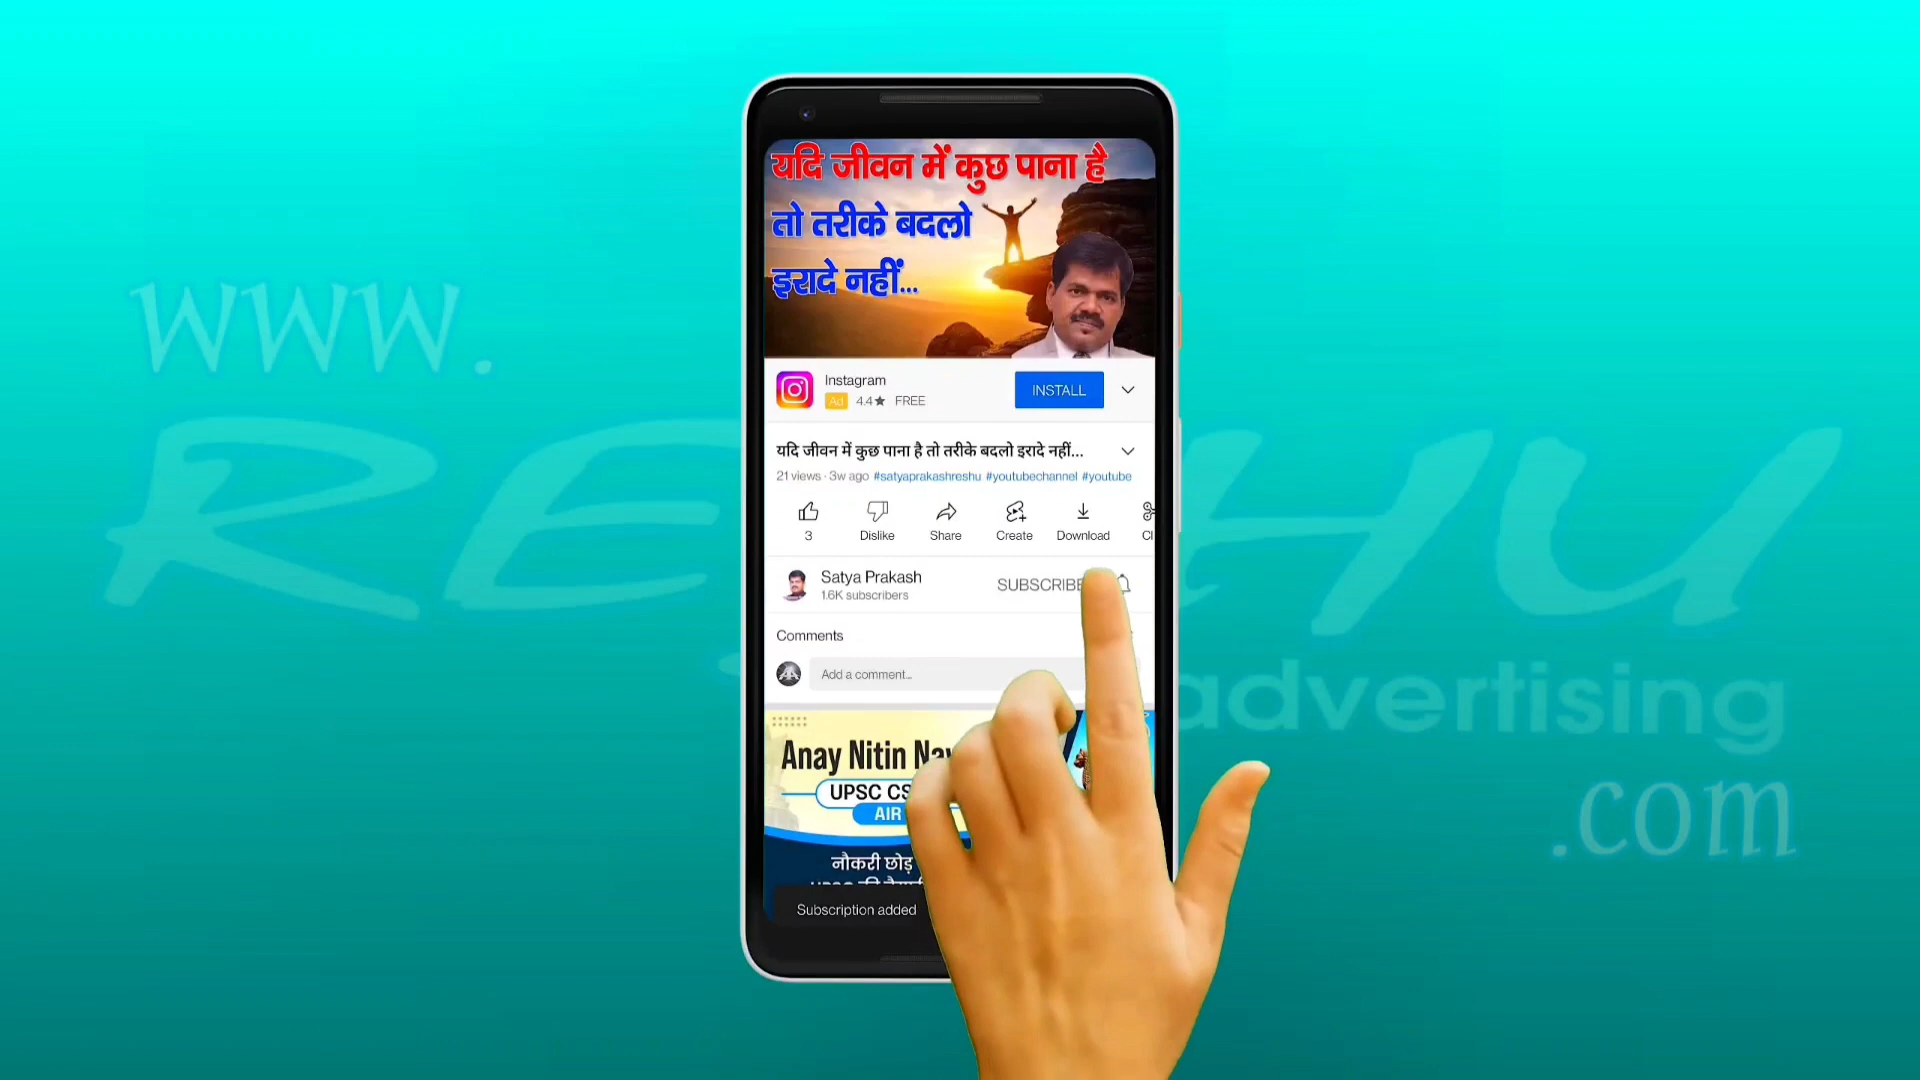 www.
advertising
.com
यदि जीवन में कुछ पाना है
तो तरीके बदलो
इरादे नहीं...
Instagram
Ad 4.4★ FREE
INSTALL
यदि जीवन में कुछ पाना है तो तरीके बदलो इरादे नहीं...
21 views · 3w ago #satyaprakashreshu #youtubechannel #youtube
3 Dislike Share Create Download
Satya Prakash
1.6K subscribers
SUBSCRIBE
Comments
Add a comment...
Anay Nitin
UPSC
AIR
नौकरी छोड़
Subscription added